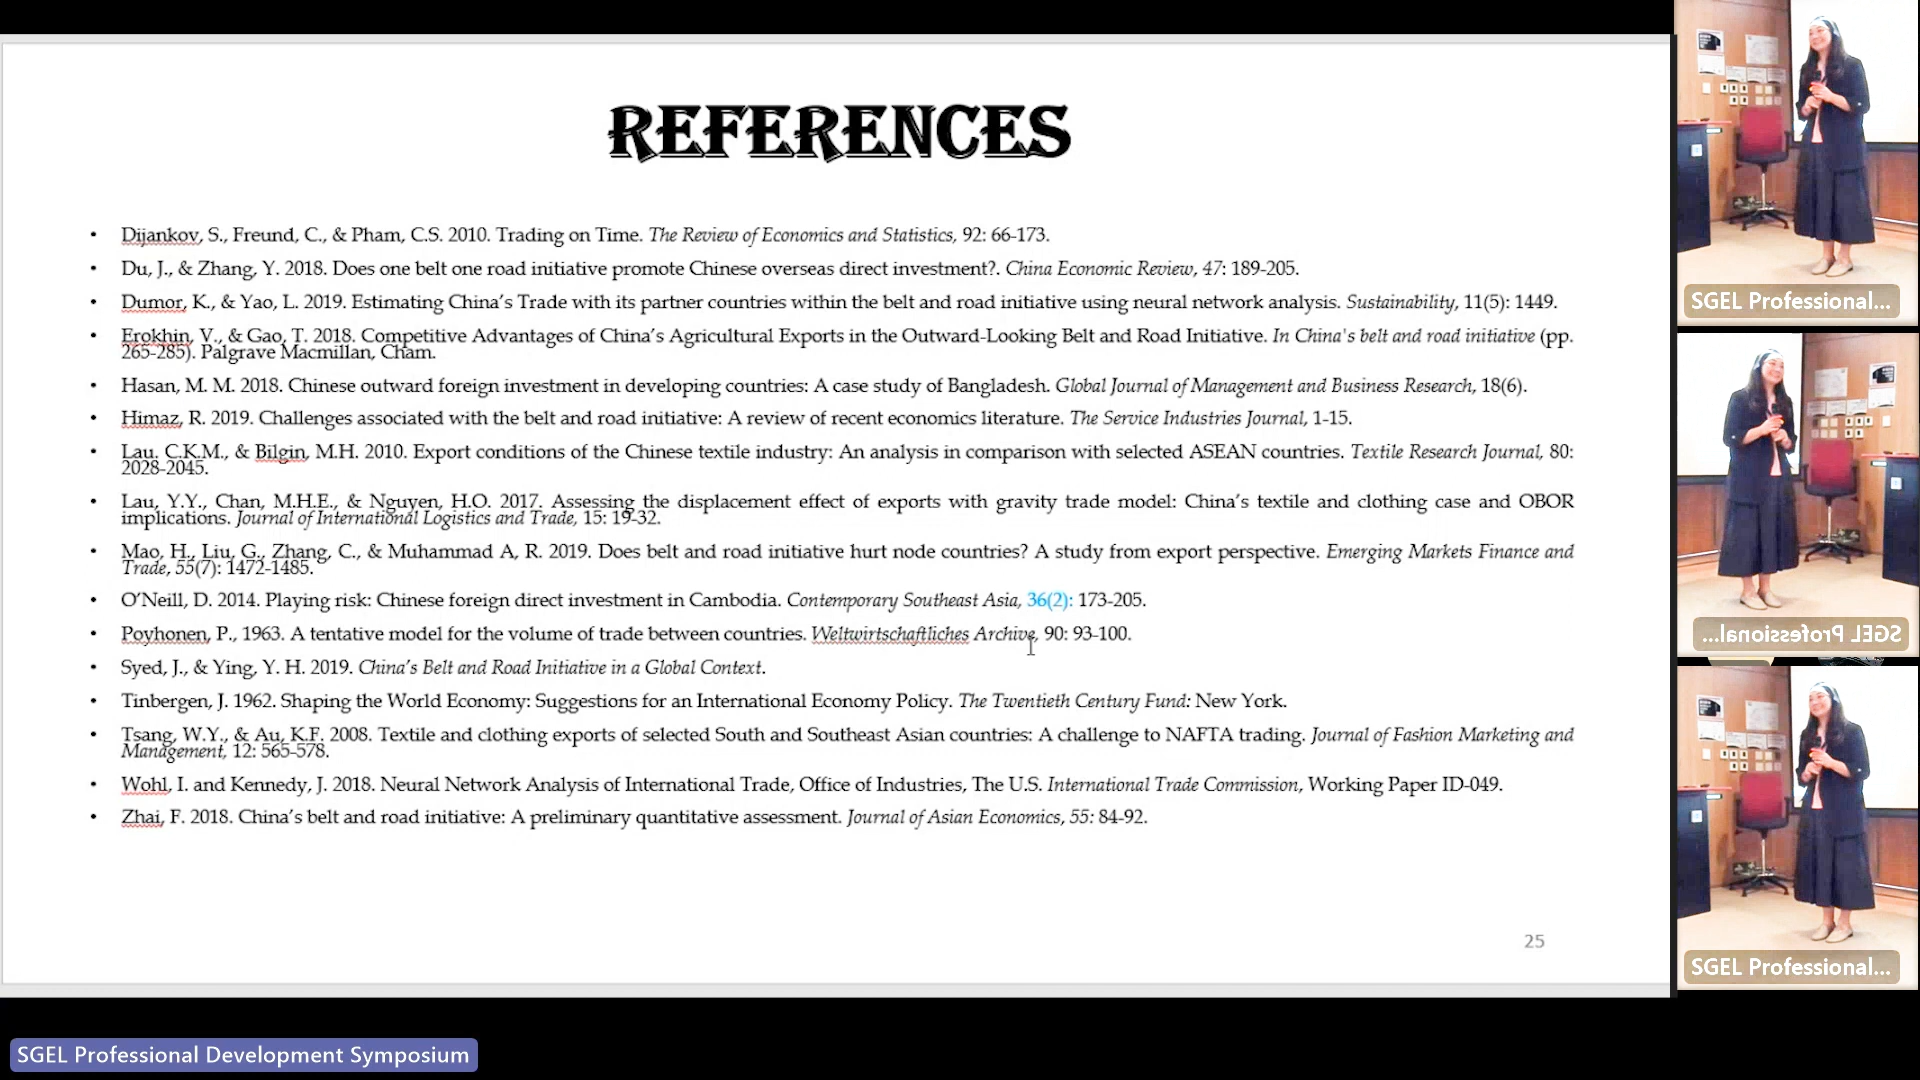 REFERENCES
• Dijankov, S., Freund, C., & Pham, C.S. 2010. Trading on Time. The Review of Economics and Statistics, 92: 66-173.
• Du, J., & Zhang, Y. 2018. Does one belt one road initiative promote Chinese overseas direct investment?. China Economic Review, 47: 189-205.
• Dumor, K., & Yao, L. 2019. Estimating China's Trade with its partner countries within the belt and road initiative using neural network analysis. Sustainability, 11(5): 1449.
• Erokhin, V., & Gao, T. 2018. Competitive Advantages of China's Agricultural Exports in the Outward-Looking Belt and Road Initiative. In China's belt and road initiative (pp.
265-285). Palgrave Macmillan, Cham.
• Hasan, M. M. 2018. Chinese outward foreign investment in developing countries: A case study of Bangladesh. Global Journal of Management and Business Research, 18(6).
• Himaz, R. 2019. Challenges associated with the belt and road initiative: A review of recent economics literature. The Service Industries Journal, 1-15.
• Lau, C.K.M., & Bilgin, M.H. 2010. Export conditions of the Chinese textile industry: An analysis in comparison with selected ASEAN countries. Textile Research Journal, 80:
2028-2045.
• Lau, Y.Y., Chan, M.H.E., & Nguyen, H.O. 2017. Assessing the displacement effect of exports with gravity trade model: China's textile and clothing case and OBOR
implications. Journal of International Logistics and Trade, 15: 19-32.
• Mao, H., Liu, G., Zhang, C., & Muhammad A, R. 2019. Does belt and road initiative hurt node countries? A study from export perspective. Emerging Markets Finance and
Trade, 55(7): 1472-1485.
• O'Neill, D. 2014. Playing risk: Chinese foreign direct investment in Cambodia. Contemporary Southeast Asia, 36(2): 173-205.
• Poyhonen, P., 1963. A tentative model for the volume of trade between countries. Weltwirtschaftliches Archive, 90: 93-100.
• Syed, J., & Ying, Y. H. 2019. China's Belt and Road Initiative in a Global Context.
• Tinbergen, J. 1962. Shaping the World Economy: Suggestions for an International Economy Policy. The Twentieth Century Fund: New York.
• Tsang, W.Y., & Au, K.F. 2008. Textile and clothing exports of selected South and Southeast Asian countries: A challenge to NAFTA trading. Journal of Fashion Marketing and
Management, 12: 565-578.
• Wohl, I. and Kennedy, J. 2018. Neural Network Analysis of International Trade, Office of Industries, The U.S. International Trade Commission, Working Paper ID-049.
• Zhai, F. 2018. China's belt and road initiative: A preliminary quantitative assessment. Journal of Asian Economics, 55: 84-92.
25
SGEL Professional...
SGEL Professional...
SGEL Professional...
SGEL Professional Development Symposium